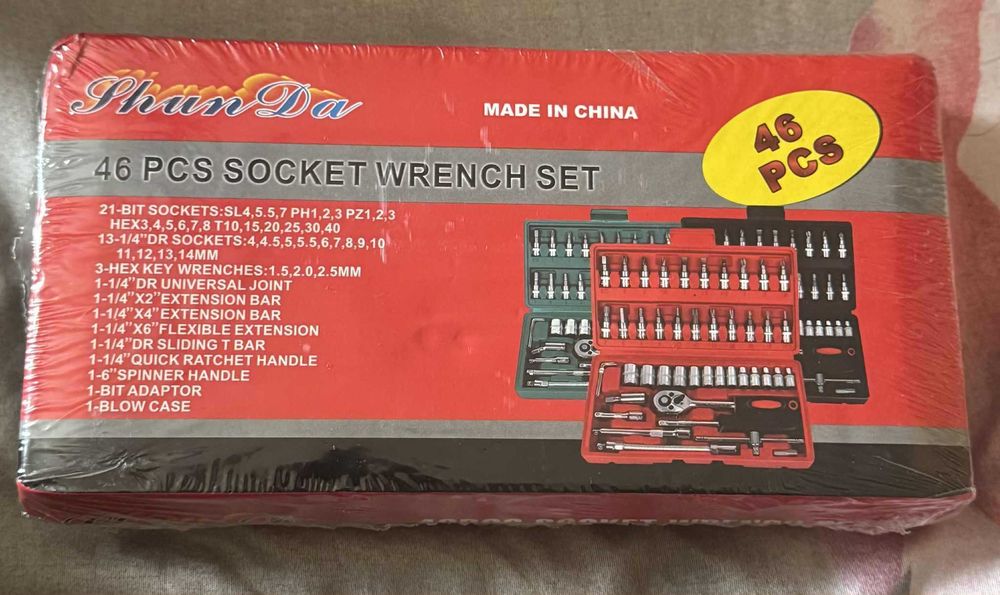 Shun Da
MADE IN CHINA
46
PCS
46 PCS SOCKET WRENCH SET
21-BIT SOCKETS:SL4,5.5,7 PH1,2,3 PZ1,2,3
HEX3,4,5,6,7,8 T10,15,20,25,30,40
13-1/4"DR SOCKETS:4,4.5,5,5.5,6,7,8,9,10
11,12,13,14MM
3-HEX KEY WRENCHES:1.5,2.0,2.5MM
1-1/4"DR UNIVERSAL JOINT
1-1/4"X2"EXTENSION BAR
1-1/4"X4"EXTENSION BAR
1-1/4"X6"FLEXIBLE EXTENSION
1-1/4"DR SLIDING T BAR
1-1/4"QUICK RATCHET HANDLE
1-6"SPINNER HANDLE
1-BIT ADAPTOR
1-BLOW CASE